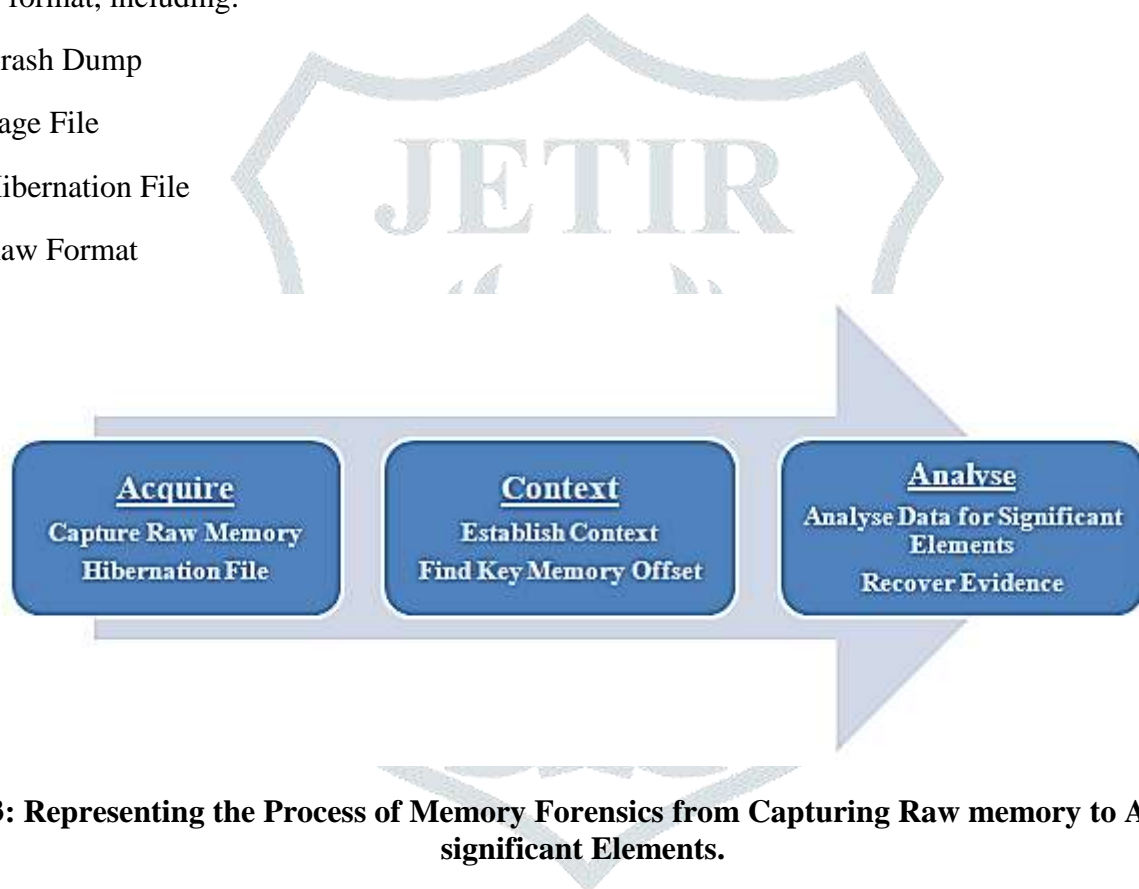 format, including:
rash Dump
age File
ibernation File
aw Format
JETIR
Acquire
Capture Raw Memory
Hibernation File
Context
Establish Context
Find Key Memory Offset
Analyse
Analyse Data for Significant
Elements
Recover Evidence
3: Representing the Process of Memory Forensics from Capturing Raw memory to A
significant Elements.